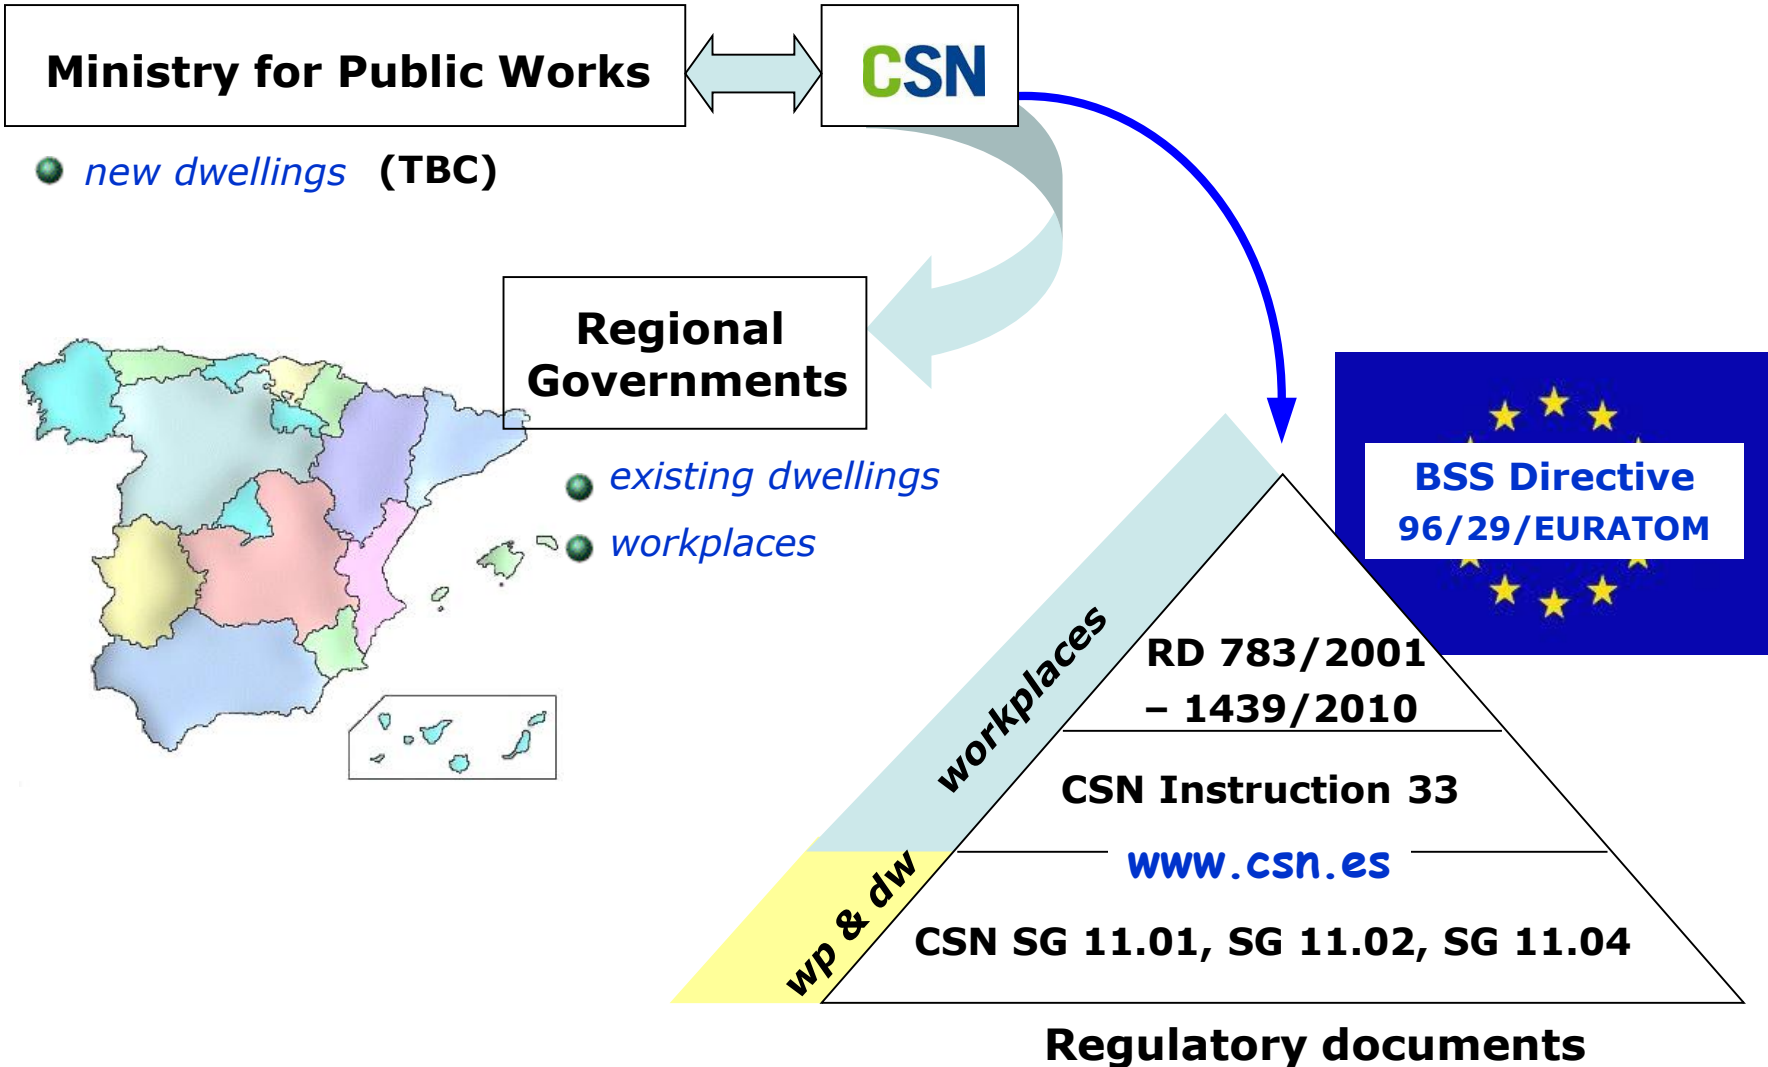 Ministry for Public Works
CSN
new dwellings (TBC)
Regional
Governments
existing dwellings
workplaces
BSS Directive
96/29/EURATOM
workplaces
RD 783/2001
– 1439/2010
CSN Instruction 33
www.csn.es
wp & dw
CSN SG 11.01, SG 11.02, SG 11.04
Regulatory documents